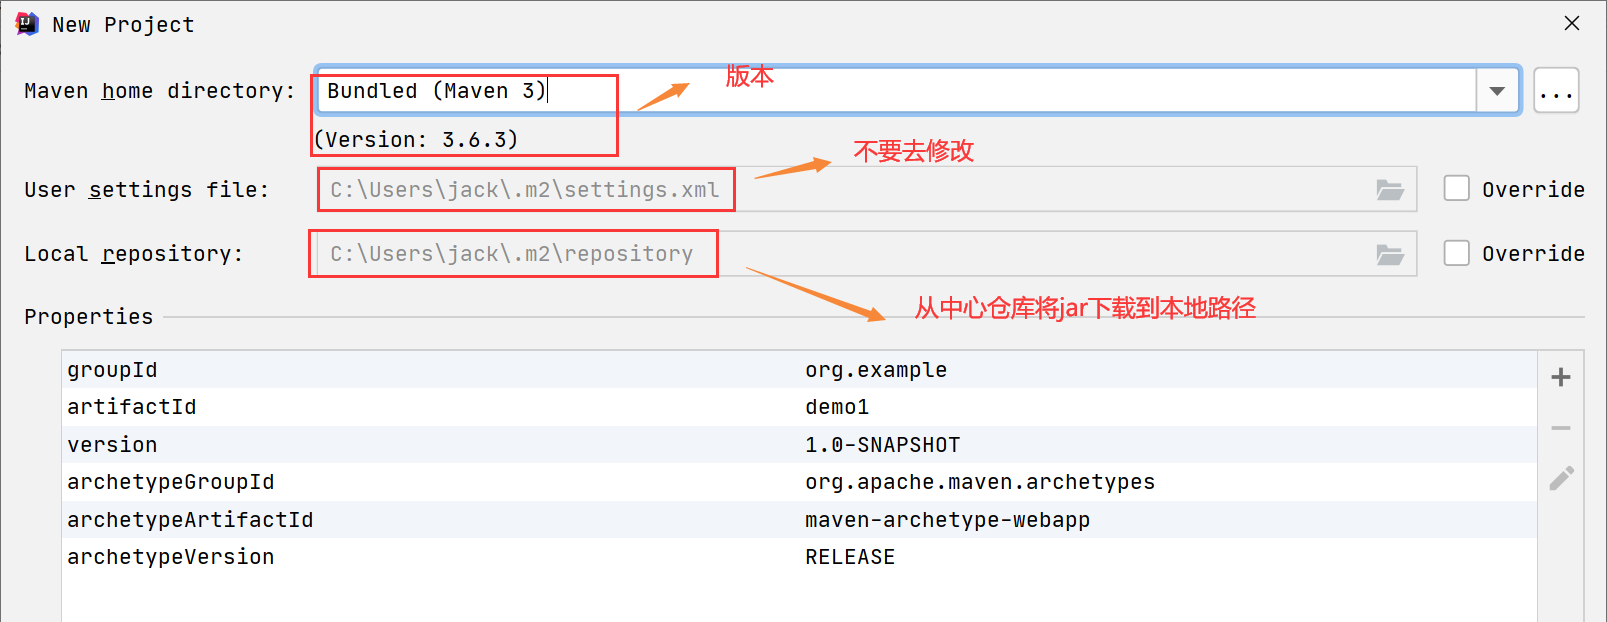 New Project
Maven home directory: Bundled (Maven 3) 版本 ...
(Version: 3.6.3)
不要去修改
User settings file: C:\Users\jack\.m2\settings.xml Override
Local repository: C:\Users\jack\.m2\repository Override
从中心仓库将jar下载到本地路径
Properties
groupId org.example
artifactId demo1
version 1.0-SNAPSHOT
archetypeGroupId org.apache.maven.archetypes
archetypeArtifactId maven-archetype-webapp
archetypeVersion RELEASE